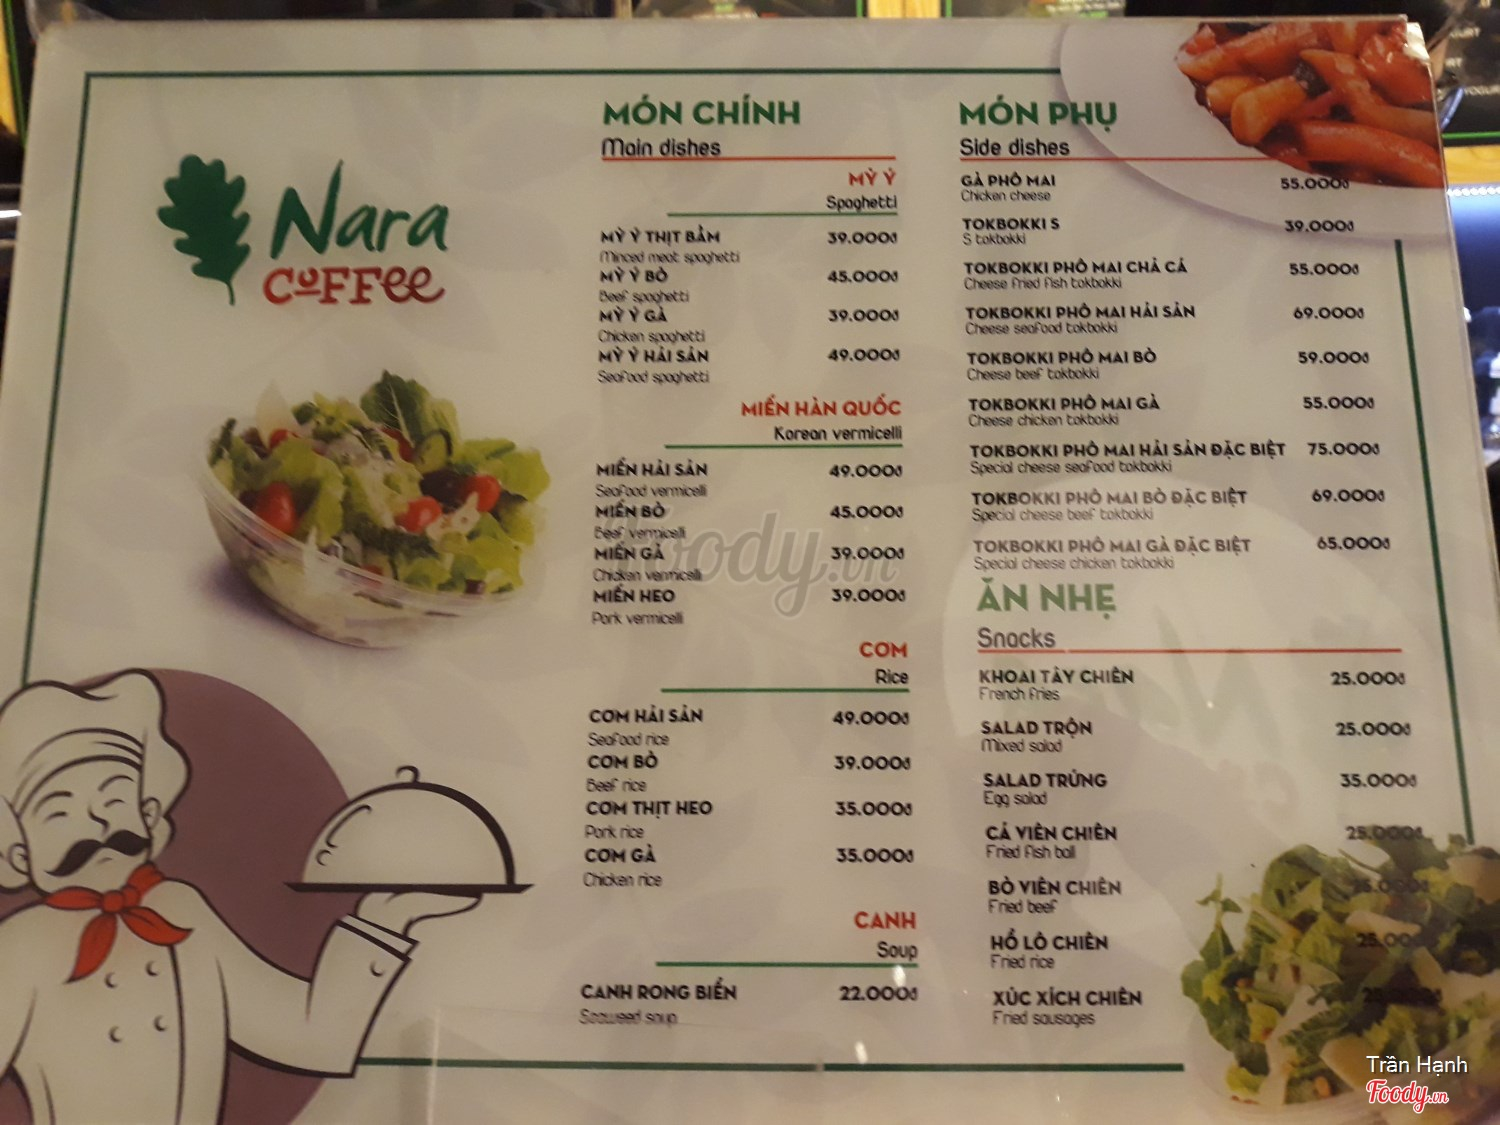 Nara
COFFee
MÓN CHÍNH
Main dishes
MỲ Ý
Spaghetti
MỲ Ý THỊT BẰM 39.000đ
Minced meat spaghetti
MỲ Ý BÒ 45.000đ
Beef spaghetti
MỲ Ý GÀ 39.000đ
Chicken spaghetti
MỲ Ý HẢI SẢN 49.000đ
Seafood spaghetti
MIẾN HÀN QUỐC
Korean vermicelli
MIẾN HẢI SẢN 49.000đ
Seafood vermicelli
MIẾN BÒ 45.000đ
Beef vermicelli
MIẾN GÀ 39.000đ
Chicken vermicelli
MIẾN HEO 39.000đ
Pork vermicelli
CƠM
Rice
CƠM HẢI SẢN 49.000đ
Seafood rice
CƠM BÒ 39.000đ
Beef rice
CƠM THỊT HEO 35.000đ
Pork rice
CƠM GÀ 35.000đ
Chicken rice
CANH
Soup
CANH RONG BIỂN 22.000đ
Seaweed soup
MÓN PHỤ
Side dishes
GÀ PHÔ MAI 55.000đ
Chicken cheese
TOKBOKKI S 39.000đ
S tokbokki
TOKBOKKI PHÔ MAI CHẢ CÁ 55.000đ
Cheese fried fish tokbokki
TOKBOKKI PHÔ MAI HẢI SẢN 69.000đ
Cheese seafood tokbokki
TOKBOKKI PHÔ MAI BÒ 59.000đ
Cheese beef tokbokki
TOKBOKKI PHÔ MAI GÀ 55.000đ
Cheese chicken tokbokki
TOKBOKKI PHÔ MAI HẢI SẢN ĐẶC BIỆT 75.000đ
Special cheese seafood tokbokki
TOKBOKKI PHÔ MAI BÒ ĐẶC BIỆT 69.000đ
Special cheese beef tokbokki
TOKBOKKI PHÔ MAI GÀ ĐẶC BIỆT 65.000đ
Special cheese chicken tokbokki
ĂN NHẸ
Snacks
KHOAI TÂY CHIÊN 25.000đ
French fries
SALAD TRỘN 25.000đ
Mixed salad
SALAD TRỨNG 35.000đ
Egg salad
CÁ VIÊN CHIÊN 25.000đ
Fried fish ball
BÒ VIÊN CHIÊN 25.000đ
Fried beef
HỒ LÔ CHIÊN 25.000đ
Fried rice
XÚC XÍCH CHIÊN 25.000đ
Fried sausages
Foody.vn
Trần Hạnh
Foody.vn